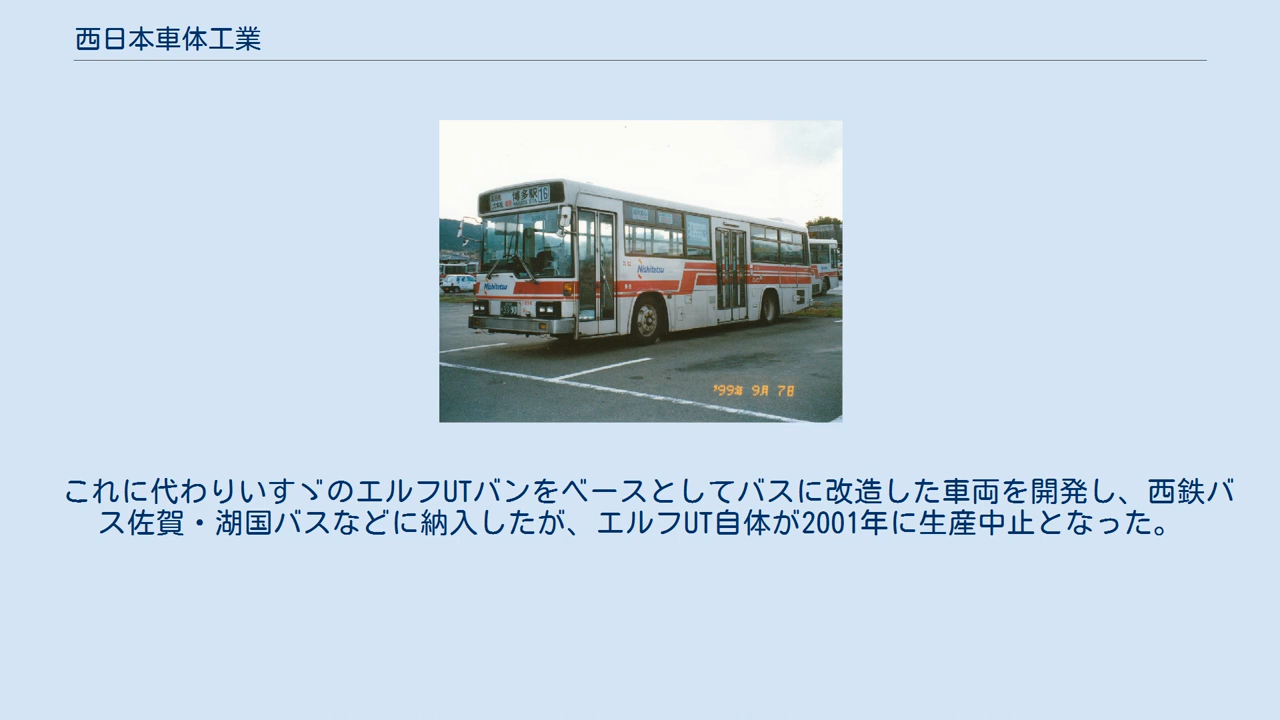 西日本車体工業
博多駅 16
Nishitetsu
Nishitetsu
'99年 9月 7日
これに代わりいすゞのエルフUTバンをベースとしてバスに改造した車両を開発し、西鉄バ
ス佐賀・湖国バスなどに納入したが、エルフUT自体が2001年に生産中止となった。